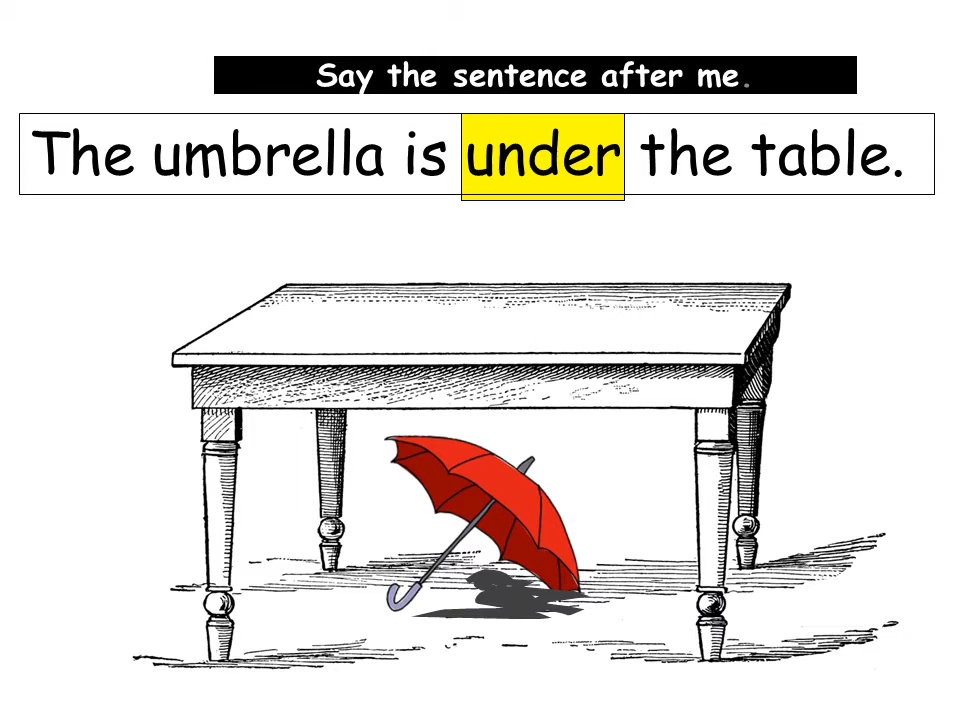 Say the sentence after me.
The umbrella is under the table.